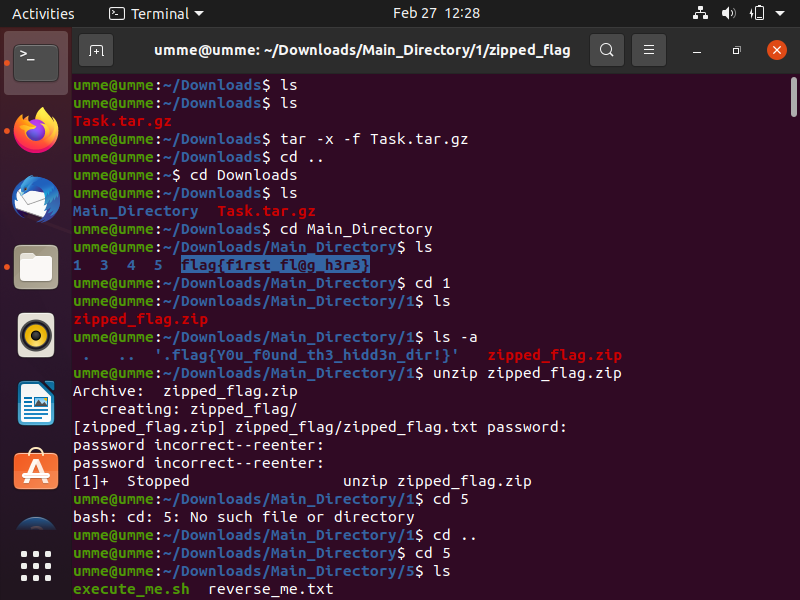 Activities Terminal Feb 27 12:28
umme@umme: ~/Downloads/Main_Directory/1/zipped_flag
umme@umme:~/Downloads$ ls
umme@umme:~/Downloads$ ls
Task.tar.gz
umme@umme:~/Downloads$ tar -x -f Task.tar.gz
umme@umme:~/Downloads$ cd ..
umme@umme:~$ cd Downloads
umme@umme:~/Downloads$ ls
Main_Directory  Task.tar.gz
umme@umme:~/Downloads$ cd Main_Directory
umme@umme:~/Downloads/Main_Directory$ ls
1  3  4  5  flag{f1rst_fl@g_h3r3}
umme@umme:~/Downloads/Main_Directory$ cd 1
umme@umme:~/Downloads/Main_Directory/1$ ls
zipped_flag.zip
umme@umme:~/Downloads/Main_Directory/1$ ls -a
.   ..  '.flag{Y0u_f0und_th3_hidd3n_dir!}'   zipped_flag.zip
umme@umme:~/Downloads/Main_Directory/1$ unzip zipped_flag.zip
Archive:  zipped_flag.zip
creating: zipped_flag/
[zipped_flag.zip] zipped_flag/zipped_flag.txt password:
password incorrect--reenter:
password incorrect--reenter:
[1]+  Stopped                 unzip zipped_flag.zip
umme@umme:~/Downloads/Main_Directory/1$ cd 5
bash: cd: 5: No such file or directory
umme@umme:~/Downloads/Main_Directory/1$ cd ..
umme@umme:~/Downloads/Main_Directory$ cd 5
umme@umme:~/Downloads/Main_Directory/5$ ls
execute_me.sh  reverse_me.txt